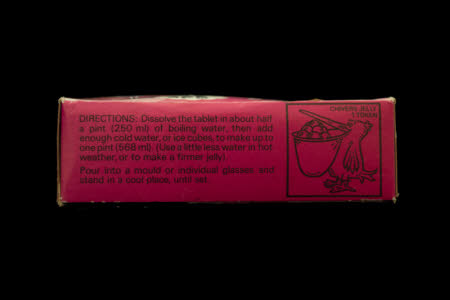 DIRECTIONS: Dissolve the tablet in about half
a pint (250 ml) of boiling water, then add
enough cold water, or ice cubes, to make up to
one pint (568 ml). (Use a little less water in hot
weather, or to make a firmer jelly).
Pour into a mould or individual glasses and
stand in a cool place, until set.
CHIVERS JELLY